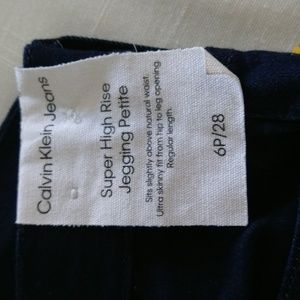 Calvin Klein Jeans
Super High Rise
Jegging Petite
Sits slightly above natural waist.
Ultra skinny fit from hip to leg opening.
Regular length.
6P/28